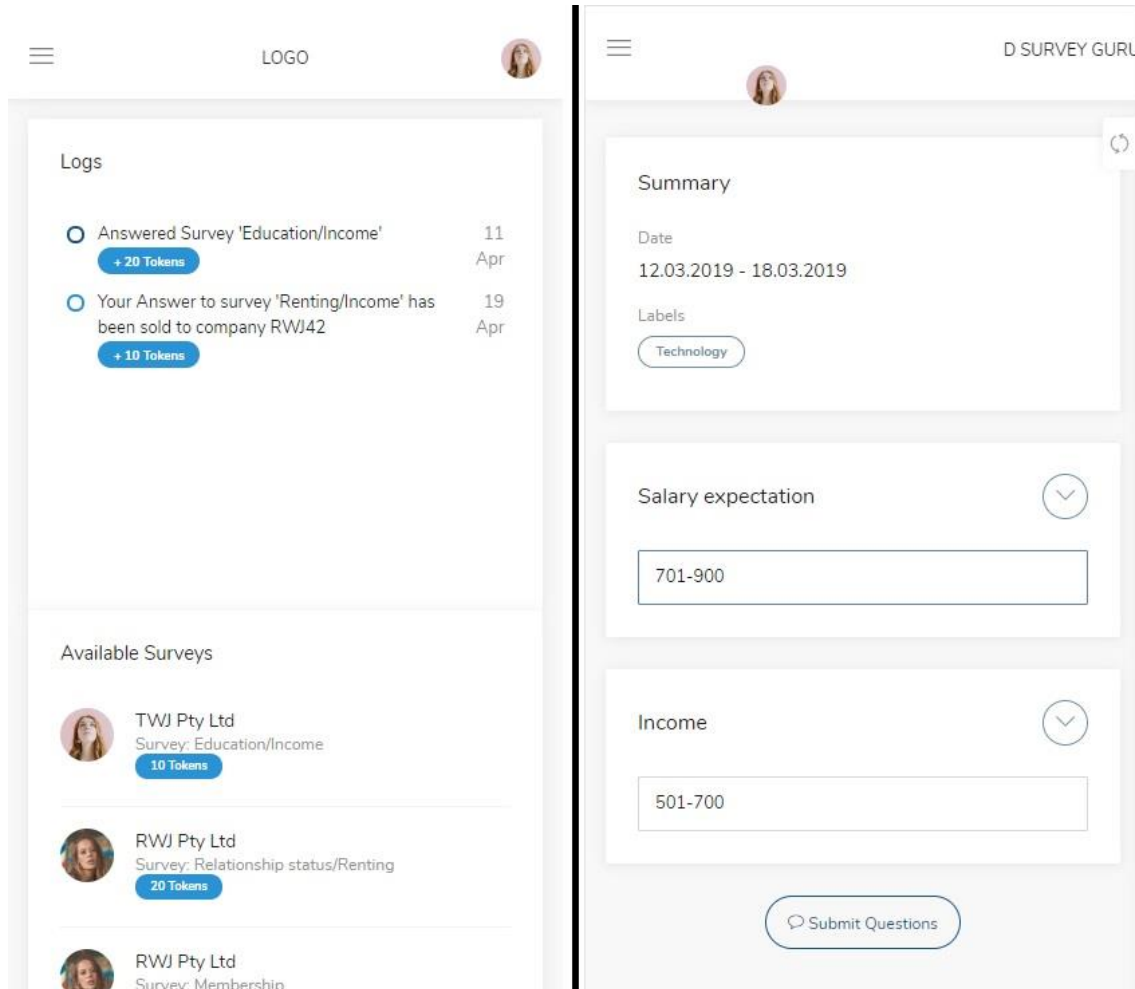 LOGO
Logs
Answered Survey 'Education/Income'
11
Apr
+ 20 Tokens
Your Answer to survey 'Renting/Income' has
been sold to company RWJ42
19
Apr
+ 10 Tokens
Available Surveys
TWJ Pty Ltd
Survey: Education/Income
10 Tokens
RWJ Pty Ltd
Survey: Relationship status/Renting
20 Tokens
RWJ Pty Ltd
Survey: Membership
D SURVEY GURU
Summary
Date
12.03.2019 - 18.03.2019
Labels
Technology
Salary expectation
701-900
Income
501-700
Submit Questions